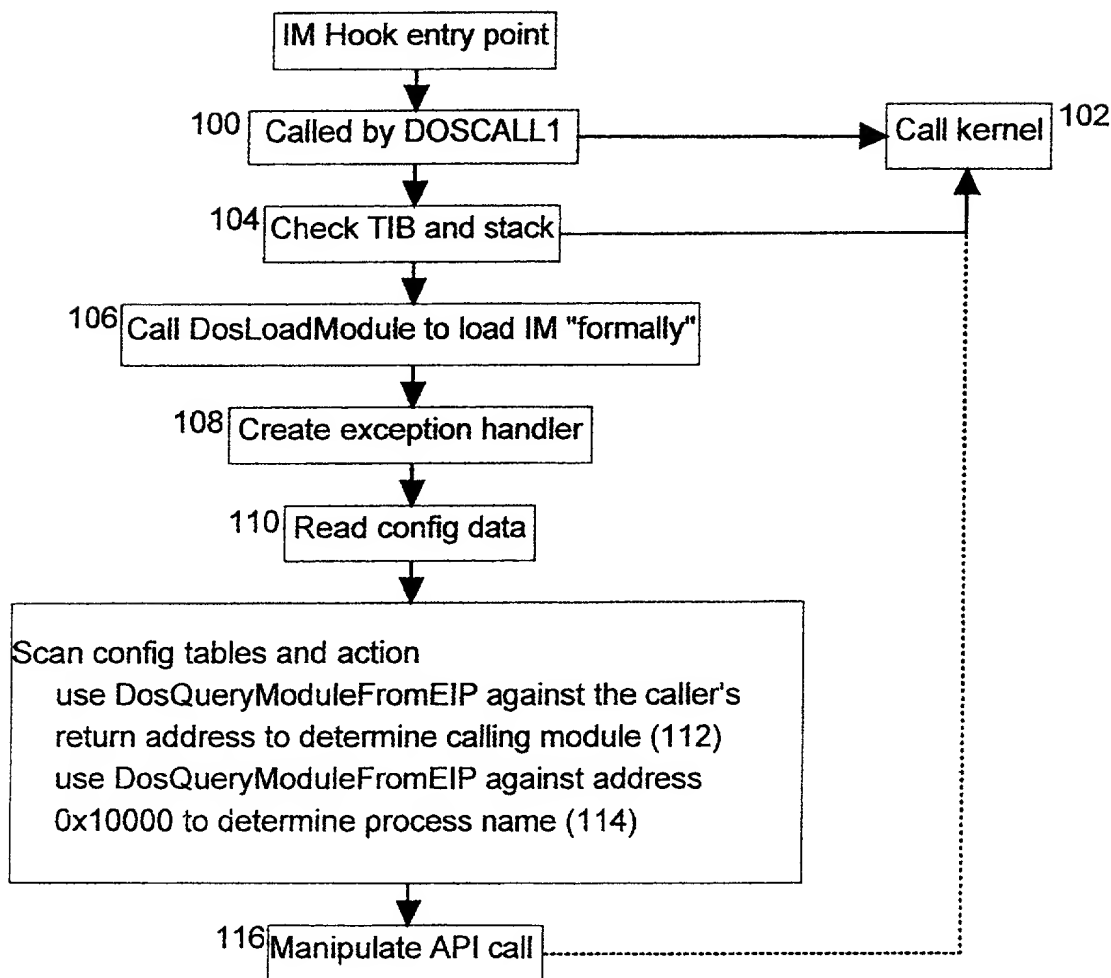 IM Hook entry point
100 Called by DOSCALL1
Call kernel 102
104 Check TIB and stack
106 Call DosLoadModule to load IM "formally"
108 Create exception handler
110 Read config data
Scan config tables and action
use DosQueryModuleFromEIP against the caller's
return address to determine calling module (112)
use DosQueryModuleFromEIP against address
0x10000 to determine process name (114)
116 Manipulate API call